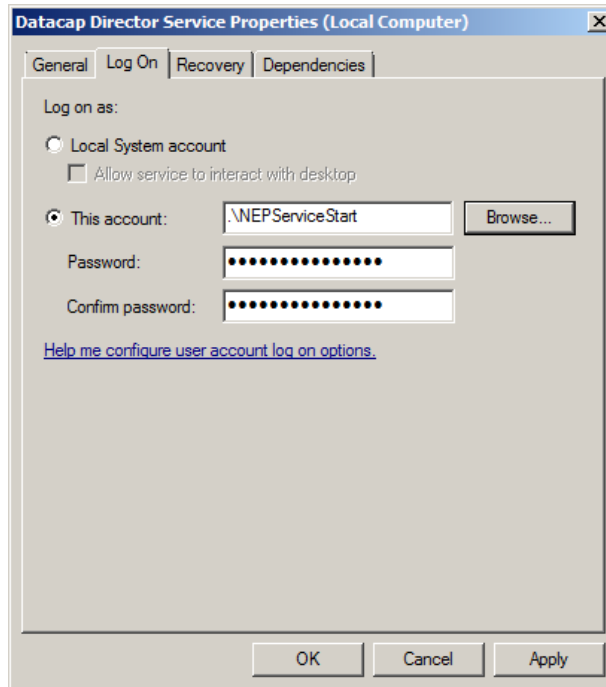 Datacap Director Service Properties (Local Computer)
General Log On Recovery Dependencies
Log on as:
Local System account
Allow service to interact with desktop
This account: .\NEPServiceStart Browse...
Password: ●●●●●●●●●●●●●●●
Confirm password: ●●●●●●●●●●●●●●●
Help me configure user account log on options.
OK Cancel Apply